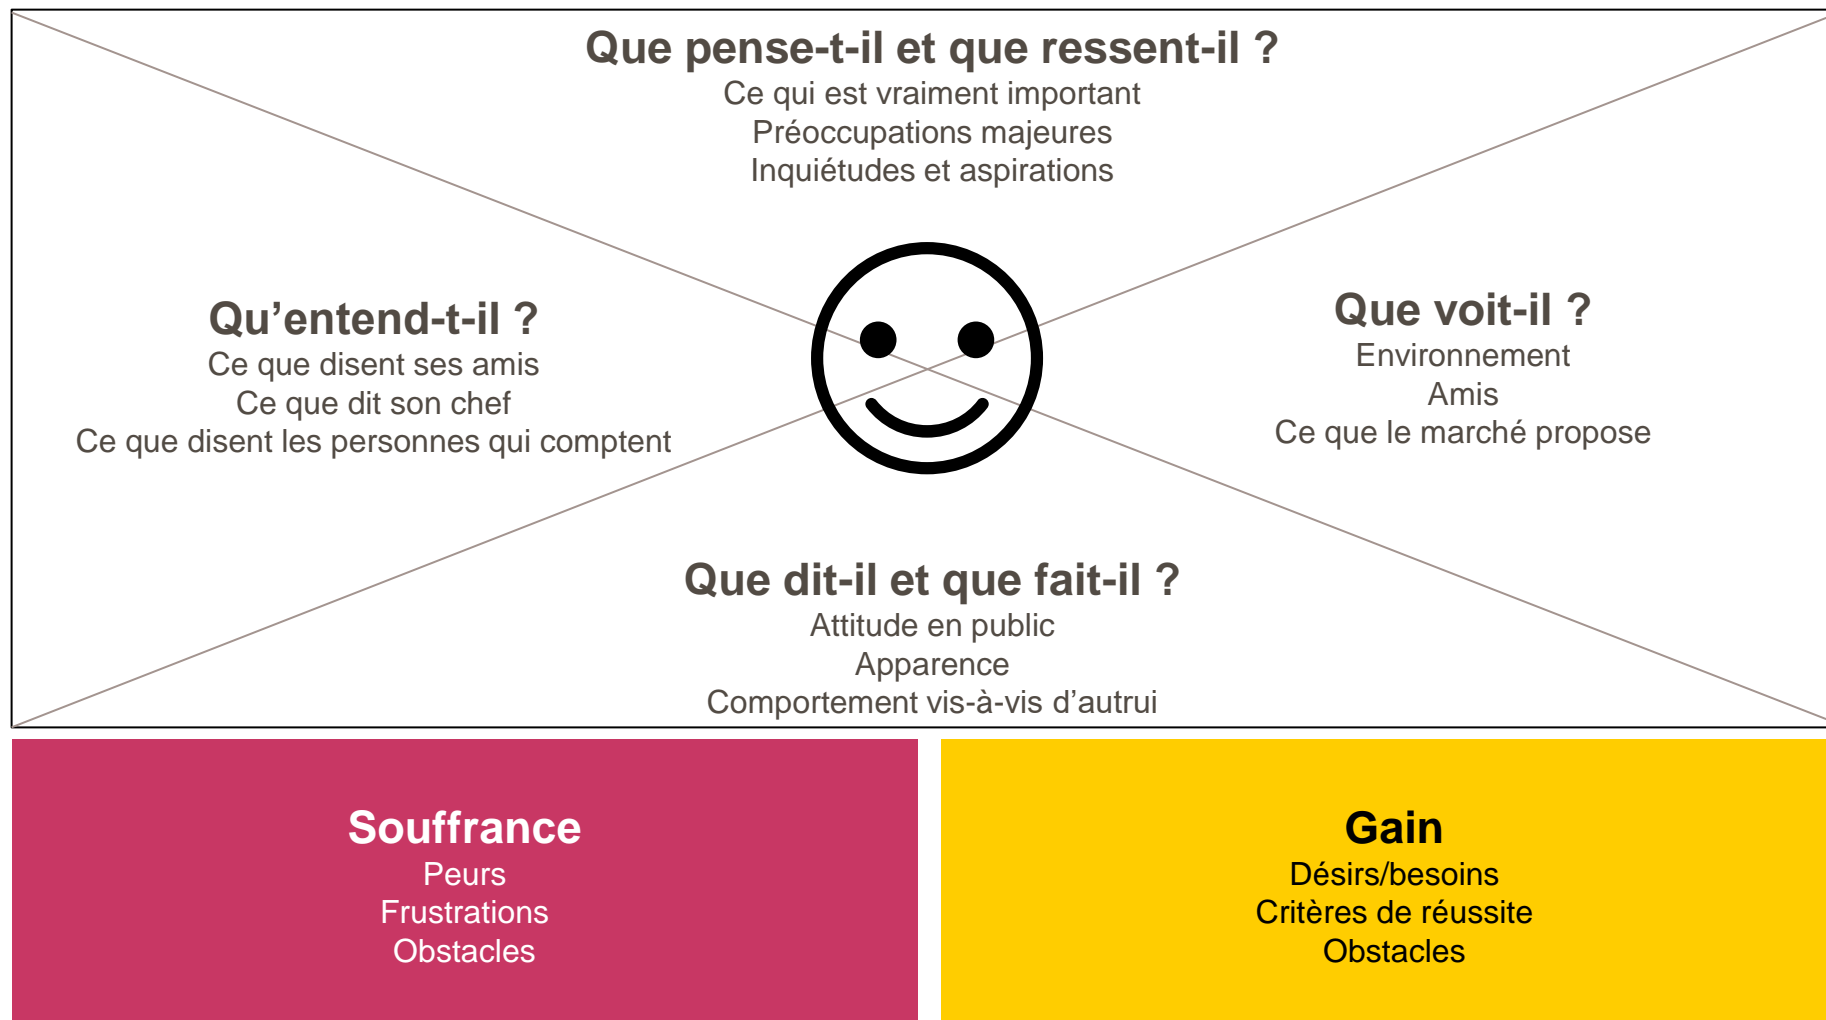 Que pense-t-il et que ressent-il ?
Ce qui est vraiment important
Préoccupations majeures
Inquiétudes et aspirations
Qu’entend-t-il ?
Ce que disent ses amis
Ce que dit son chef
Ce que disent les personnes qui comptent
Que voit-il ?
Environnement
Amis
Ce que le marché propose
Que dit-il et que fait-il ?
Attitude en public
Apparence
Comportement vis-à-vis d’autrui
Souffrance
Peurs
Frustrations
Obstacles
Gain
Désirs/besoins
Critères de réussite
Obstacles